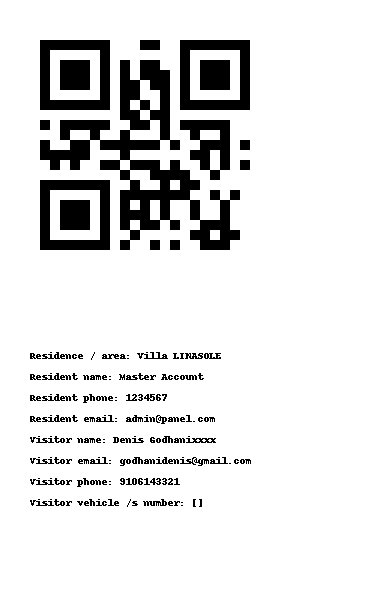 Residence / area: Villa LINASOLE
Resident name: Master Account
Resident phone: 1234567
Resident email: admin@panel.com
Visitor name: Denis Godhanixxxx
Visitor email: godhanidenis@gmail.com
Visitor phone: 9106143321
Visitor vehicle /s number: []